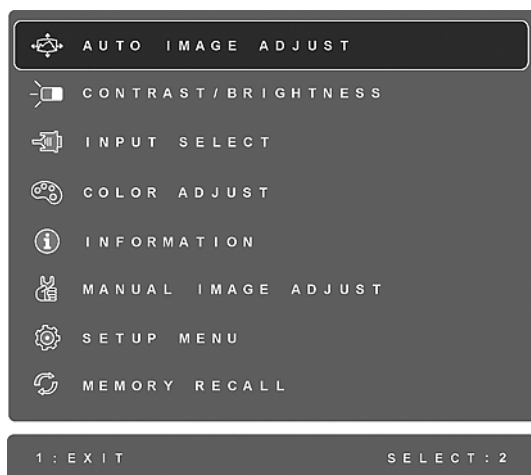 AUTO IMAGE ADJUST
CONTRAST/BRIGHTNESS
INPUT SELECT
COLOR ADJUST
INFORMATION
MANUAL IMAGE ADJUST
SETUP MENU
MEMORY RECALL
1:EXIT SELECT:2